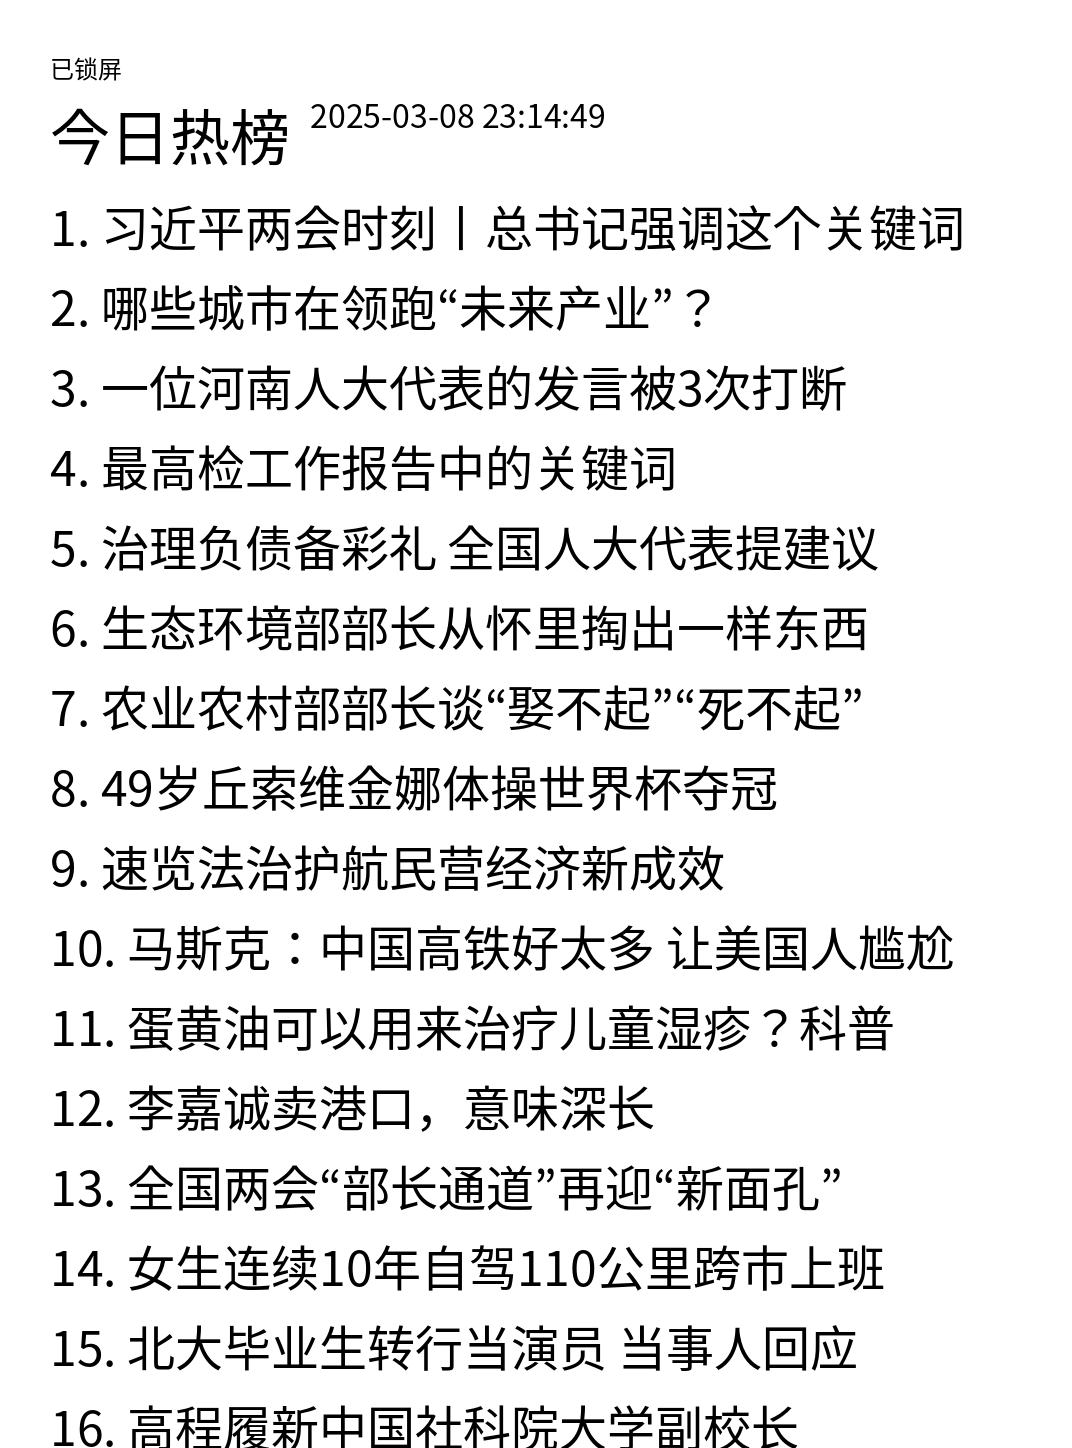 已锁屏
今日热榜 2025-03-08 23:14:49
1. 习近平两会时刻丨总书记强调这个关键词
2. 哪些城市在领跑“未来产业”？
3. 一位河南人大代表的发言被3次打断
4. 最高检工作报告中的关键词
5. 治理负债备彩礼 全国人大代表提建议
6. 生态环境部部长从怀里掏出一样东西
7. 农业农村部部长谈“娶不起”“死不起”
8. 49岁丘索维金娜体操世界杯夺冠
9. 速览法治护航民营经济新成效
10. 马斯克：中国高铁好太多 让美国人尴尬
11. 蛋黄油可以用来治疗儿童湿疹？科普
12. 李嘉诚卖港口，意味深长
13. 全国两会“部长通道”再迎“新面孔”
14. 女生连续10年自驾110公里跨市上班
15. 北大毕业生转行当演员 当事人回应
16. 高程履新中国社科院大学副校长